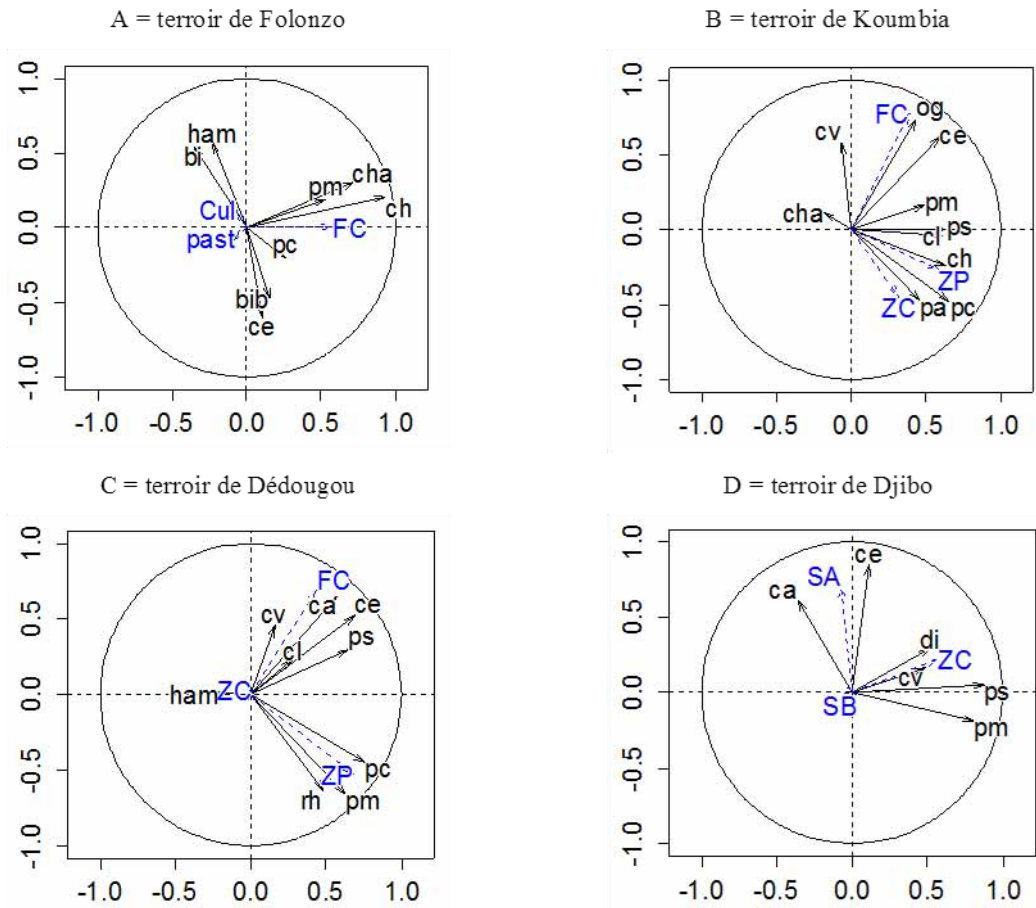 A = terroir de Folonzo
1.0
0.5
0.0
-0.5
-1.0
ham
bi
cha
pm
ch
Cul
FC
past
pc
bib
ce
-1.0 -0.5 0.0 0.5 1.0
B = terroir de Koumbia
1.0
0.5
0.0
-0.5
-1.0
FC og
cv ce
cha pm
cl ps
ch
ZP
ZC pa pc
-1.0 -0.5 0.0 0.5 1.0
C = terroir de Dédougou
1.0
0.5
0.0
-0.5
-1.0
FC
cv ca ce
cl ps
ham ZC
pc
ZP
rh pm
-1.0 -0.5 0.0 0.5 1.0
D = terroir de Djibo
1.0
0.5
0.0
-0.5
-1.0
SA ce
ca
di
ZC
cv
SB ps
pm
-1.0 -0.5 0.0 0.5 1.0